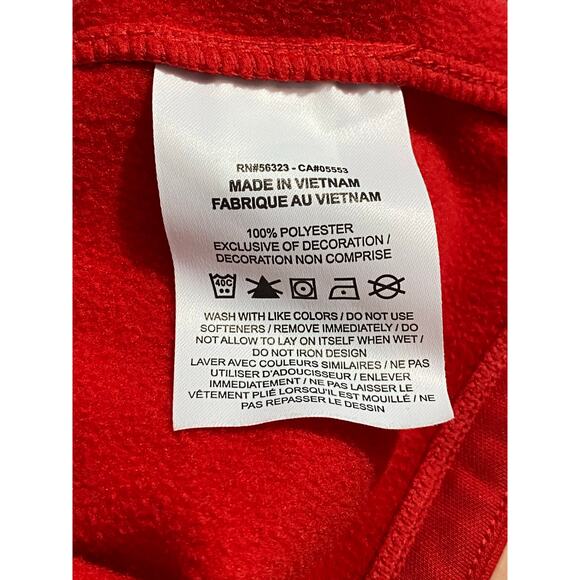 RN#56323 - CA#05553
MADE IN VIETNAM
FABRIQUE AU VIETNAM
100% POLYESTER
EXCLUSIVE OF DECORATION /
DECORATION NON COMPRISE
40C
WASH WITH LIKE COLORS / DO NOT USE
SOFTENERS / REMOVE IMMEDIATELY / DO
NOT ALLOW TO LAY ON ITSELF WHEN WET /
DO NOT IRON DESIGN
LAVER AVEC COULEURS SIMILAIRES / NE PAS
UTILISER D'ADOUCISSEUR / ENLEVER
IMMÉDIATEMENT / NE PAS LAISSER LE
VÊTEMENT PLIÉ LORSQU'IL EST MOUILLÉ / NE
PAS REPASSER LE DESSIN